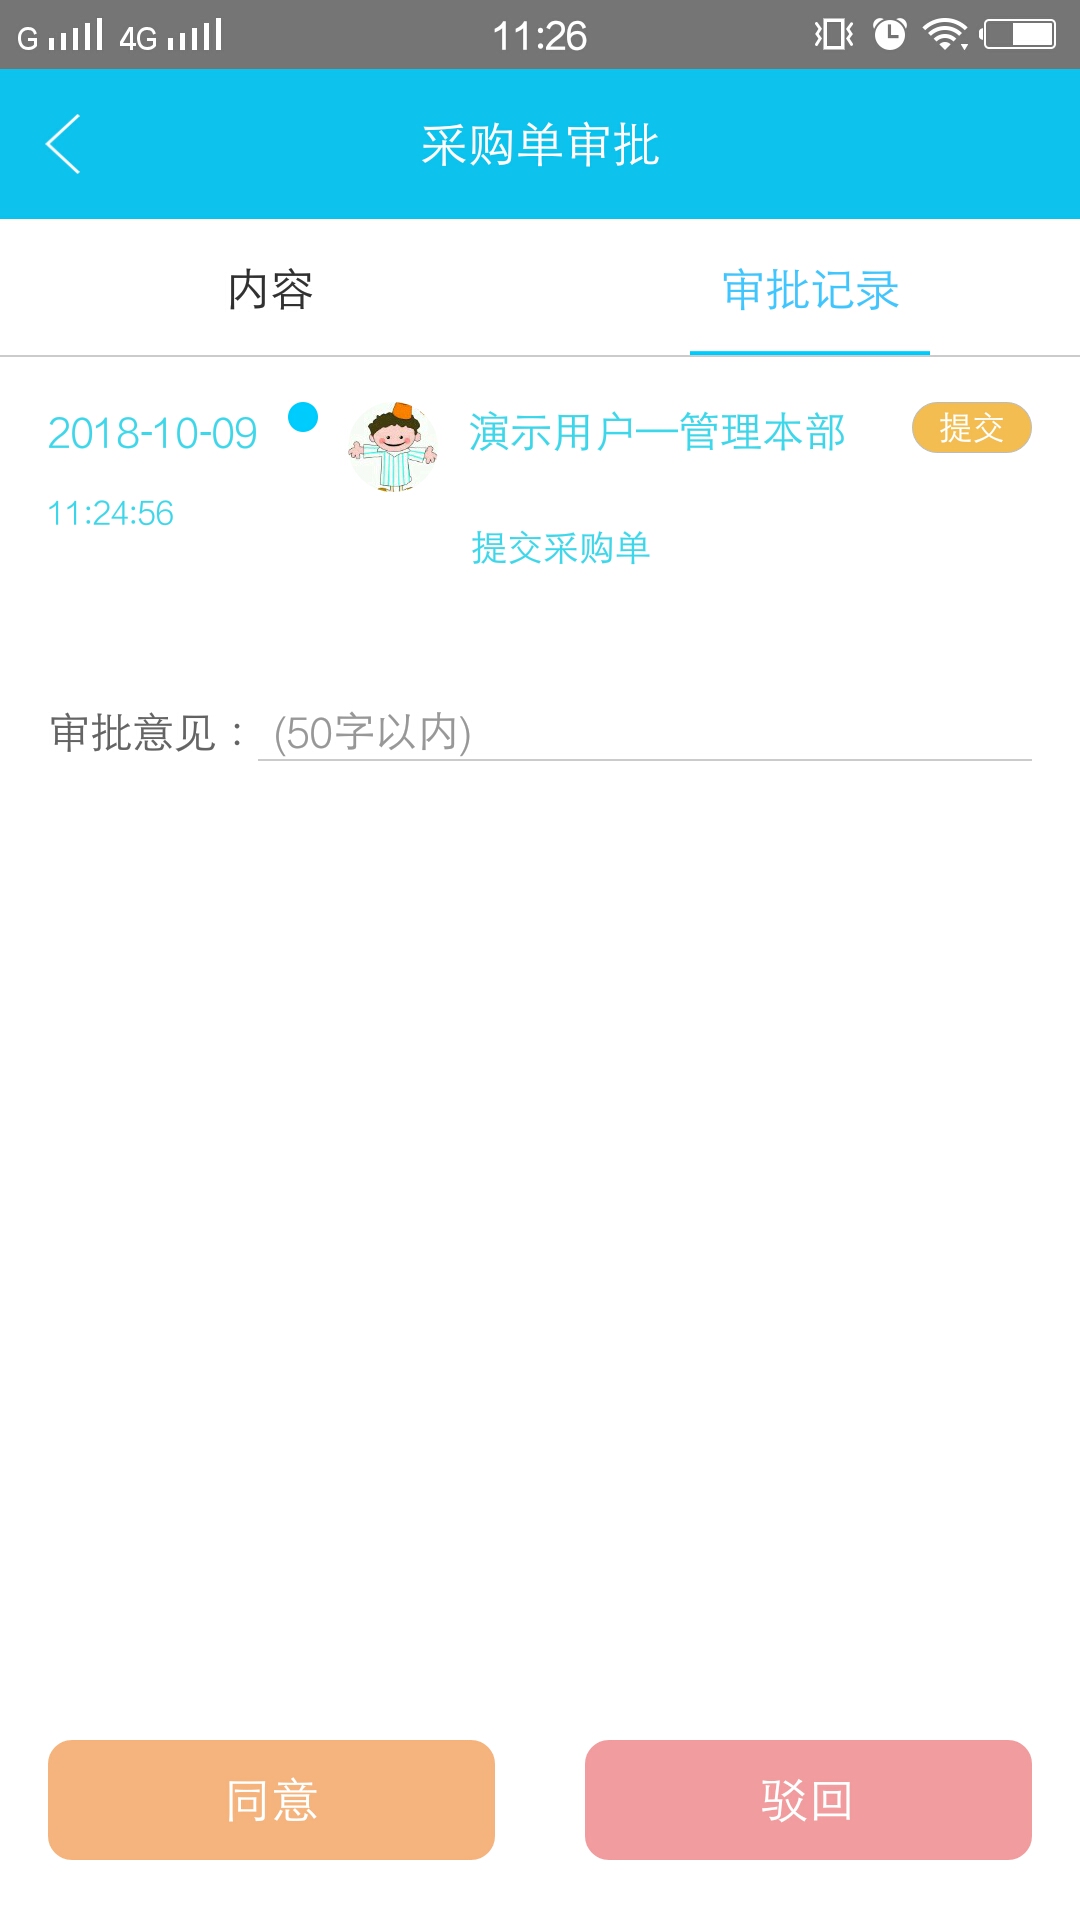 G 4G 11:26
采购单审批
内容 审批记录
2018-10-09 演示用户—管理本部 提交
11:24:56
提交采购单
审批意见： (50字以内)
同意 驳回